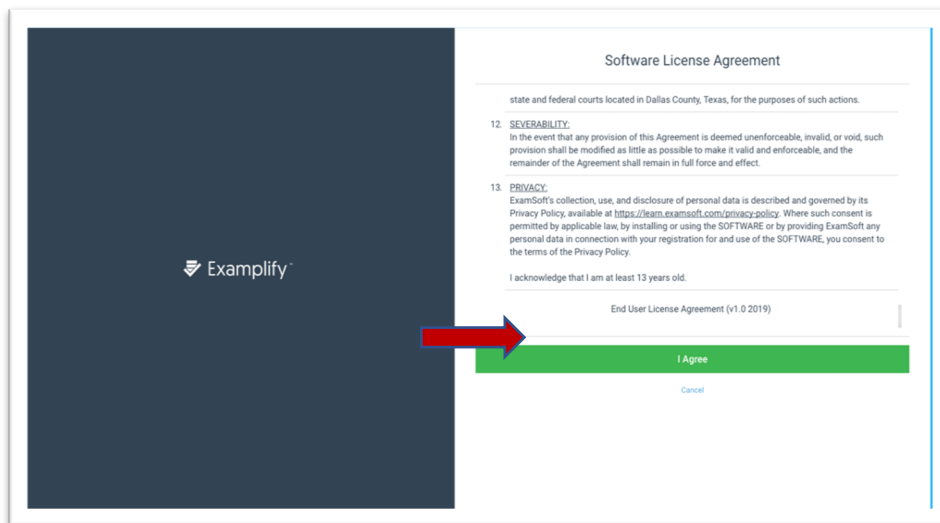 Software License Agreement
state and federal courts located in Dallas County, Texas, for the purposes of such actions.
12. SEVERABILITY:
In the event that any provision of this Agreement is deemed unenforceable, invalid, or void, such
provision shall be modified as little as possible to make it valid and enforceable, and the
remainder of the Agreement shall remain in full force and effect.
13. PRIVACY:
ExamSoft's collection, use, and disclosure of personal data is described and governed by its
Privacy Policy, available at https://learn.examsoft.com/privacy-policy. Where such consent is
permitted by applicable law, by installing or using the SOFTWARE or by providing ExamSoft any
personal data in connection with your registration for and use of the SOFTWARE, you consent to
the terms of the Privacy Policy.
I acknowledge that I am at least 13 years old.
End User License Agreement (v1.0 2019)
I Agree
Cancel
Examplify